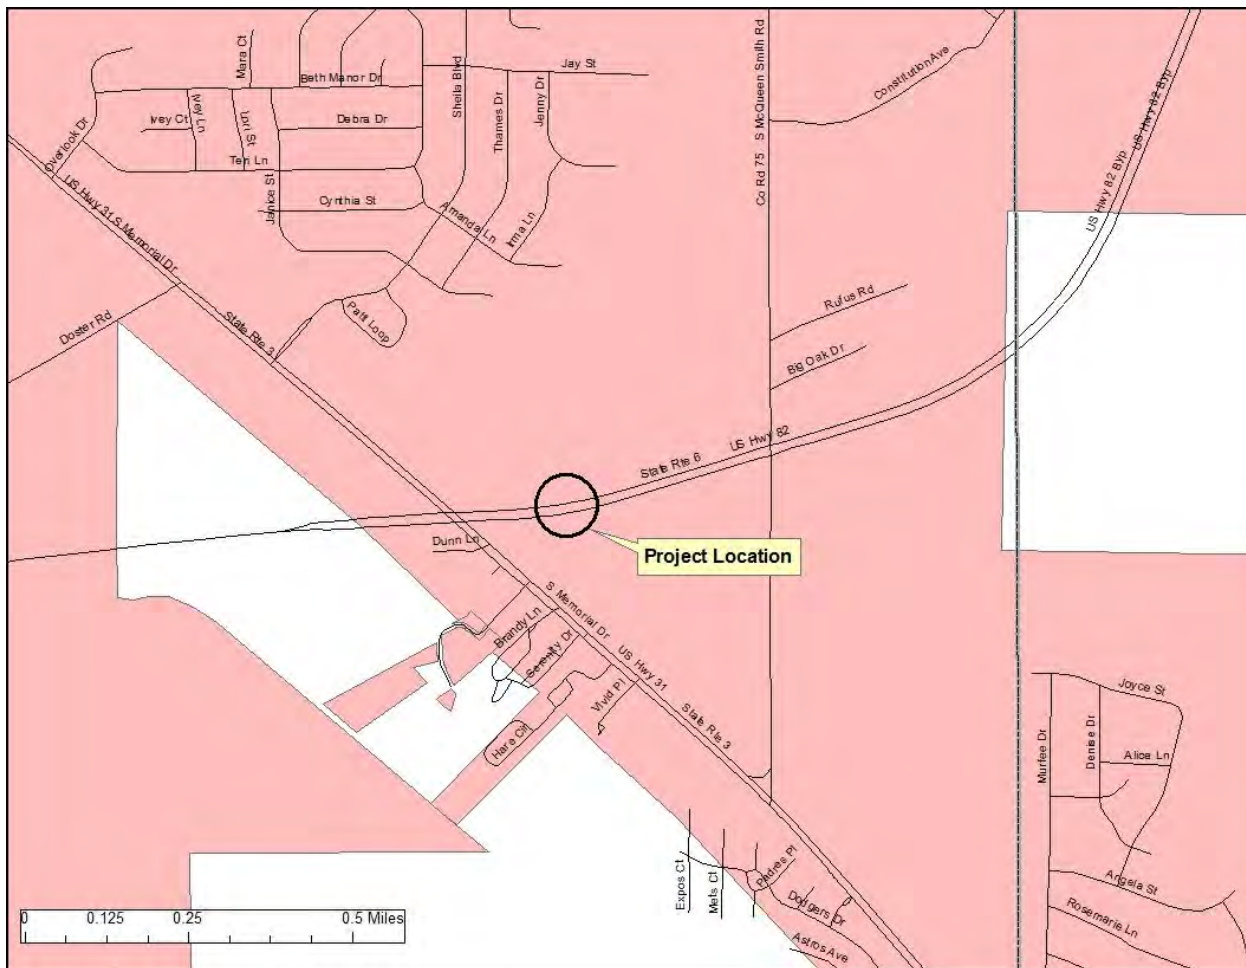 Mara Ct
Beth Manor Dr
Sheila Blvd
Jay St
Co Rd 75 S McQueen Smith Rd
Constitution Ave
US Hwy 82 Byp
US Hwy 82 Byp
Overlook Dr
Ivey Ct
Ivey Ln
Lori St
Debra Dr
Thames Dr
Jenny Dr
Teri Ln
Janice St
Cynthia St
Amanda Ln
Irma Ln
US Hwy 31 S Memorial Dr
Doster Rd
State Rte 3
Patt Loop
Rufus Rd
Big Oak Dr
US Hwy 82
State Rte 6
Dunn Ln
Project Location
S Memorial Dr
Brandy Ln
Serenity Dr
US Hwy 31
Vivid Pl
State Rte 3
Hare Cir
Joyce St
Murfee Dr
Denise Dr
Alice Ln
Expos Ct
Mets Ct
Padres Pl
Dodgers Dr
Astros Ave
Angela St
Rosemarie Ln
0 0.125 0.25 0.5 Miles